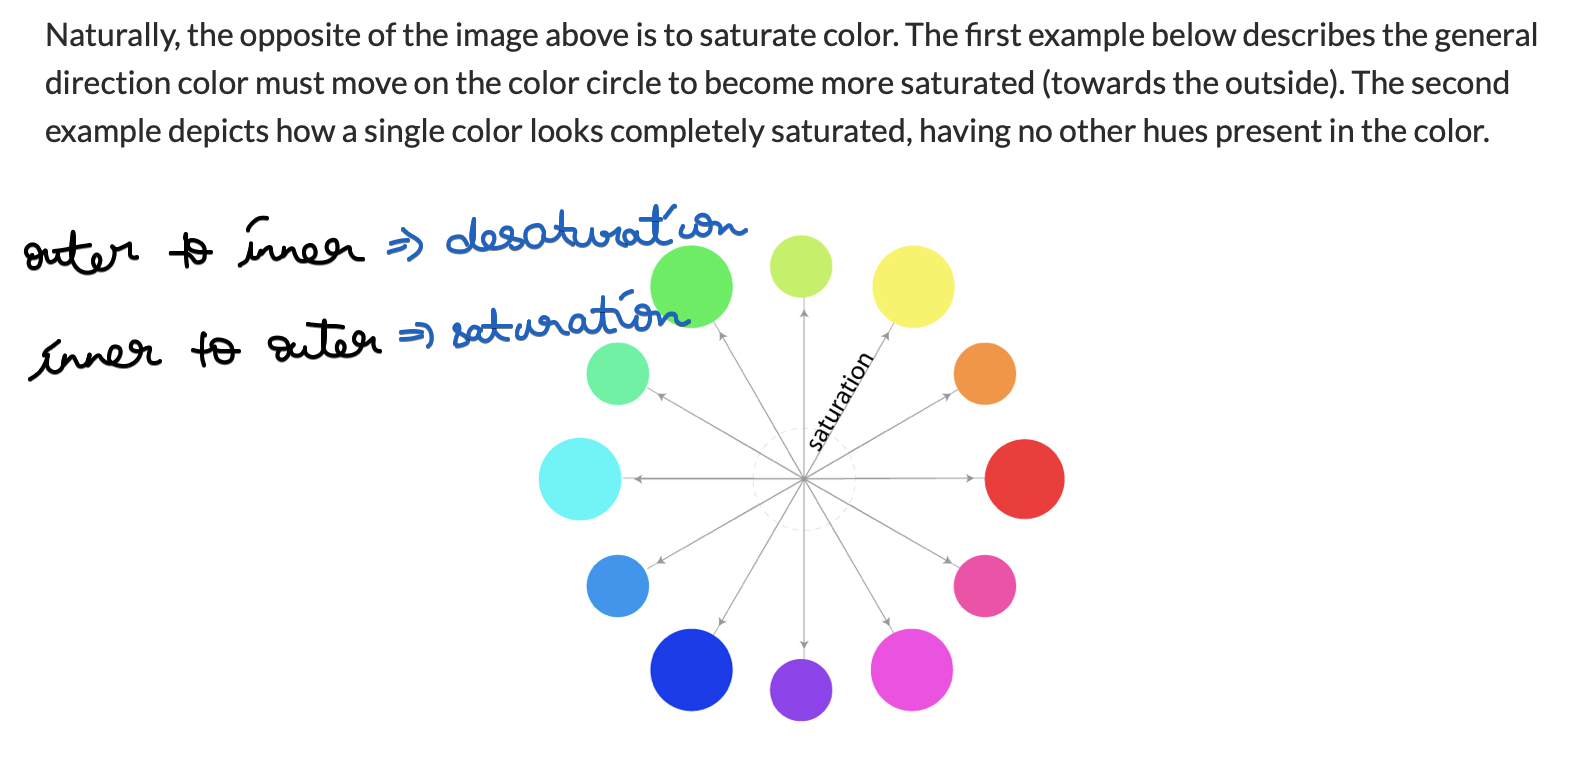 Naturally, the opposite of the image above is to saturate color. The first example below describes the general
direction color must move on the color circle to become more saturated (towards the outside). The second
example depicts how a single color looks completely saturated, having no other hues present in the color.
outer to inner ⇒ desaturation
inner to outer ⇒ saturation
saturation